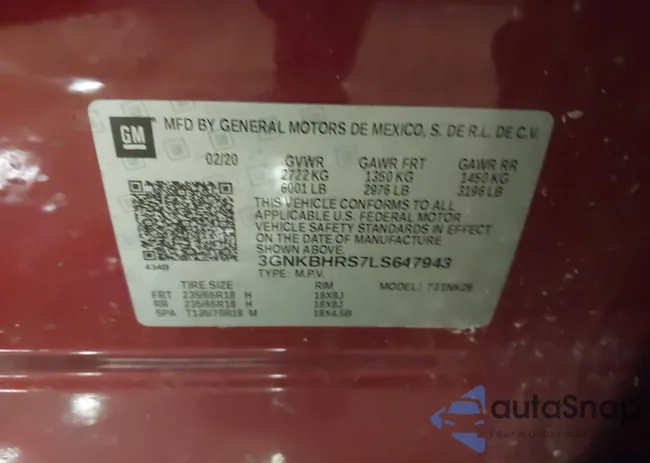 GM
MFD BY GENERAL MOTORS DE MEXICO, S. DE R.L. DE C.V.
02/20 GVWR GAWR FRT GAWR RR
2722 KG 1350 KG 1450 KG
6001 LB 2976 LB 3196 LB
THIS VEHICLE CONFORMS TO ALL
APPLICABLE U.S. FEDERAL MOTOR
VEHICLE SAFETY STANDARDS IN EFFECT
ON THE DATE OF MANUFACTURE
SHOWN ABOVE.
3GNKBHRS7LS647943
434B
TYPE: M.P.V. MODEL: 731NK26
TIRE SIZE RIM
FRT 235/65R18 H 18X8J
RR 235/65R18 H 18X8J
SPA T135/70R18 M 18X4.5B
autoSnap